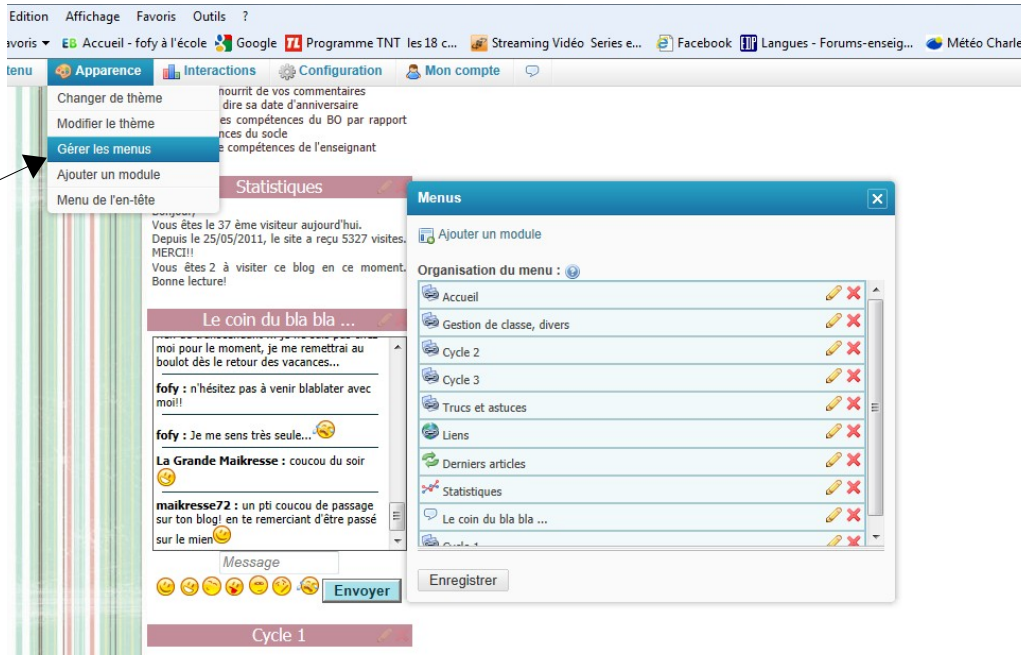 Edition Affichage Favoris Outils ?
avoris EB Accueil - fofy à l'école Google Programme TNT les 18 c... Streaming Vidéo Series e... Facebook Langues - Forums-enseig... Météo Charle
tenu Apparence Interactions Configuration Mon compte
Changer de thème
Modifier le thème
Gérer les menus
Ajouter un module
Menu de l'en-tête
nourrit de vos commentaires
dire sa date d'anniversaire
es compétences du BO par rapport
nces du socle
compétences de l'enseignant
Statistiques
Vous êtes le 37 ème visiteur aujourd'hui.
Depuis le 25/05/2011, le site a reçu 5327 visites.
MERCI!!
Vous êtes 2 à visiter ce blog en ce moment.
Bonne lecture!
Le coin du bla bla ...
moi pour le moment, je me remettrai au
boulot dès le retour des vacances...
fofy : n'hésitez pas à venir blablater avec
moi!!
fofy : Je me sens très seule...
La Grande Maikresse : coucou du soir
maikresse72 : un pti coucou de passage
sur ton blog! en te remerciant d'être passé
sur le mien
Message
Envoyer
Cycle 1
Menus
Ajouter un module
Organisation du menu :
Accueil
Gestion de classe, divers
Cycle 2
Cycle 3
Trucs et astuces
Liens
Derniers articles
Statistiques
Le coin du bla bla ...
Cycle 1
Enregistrer